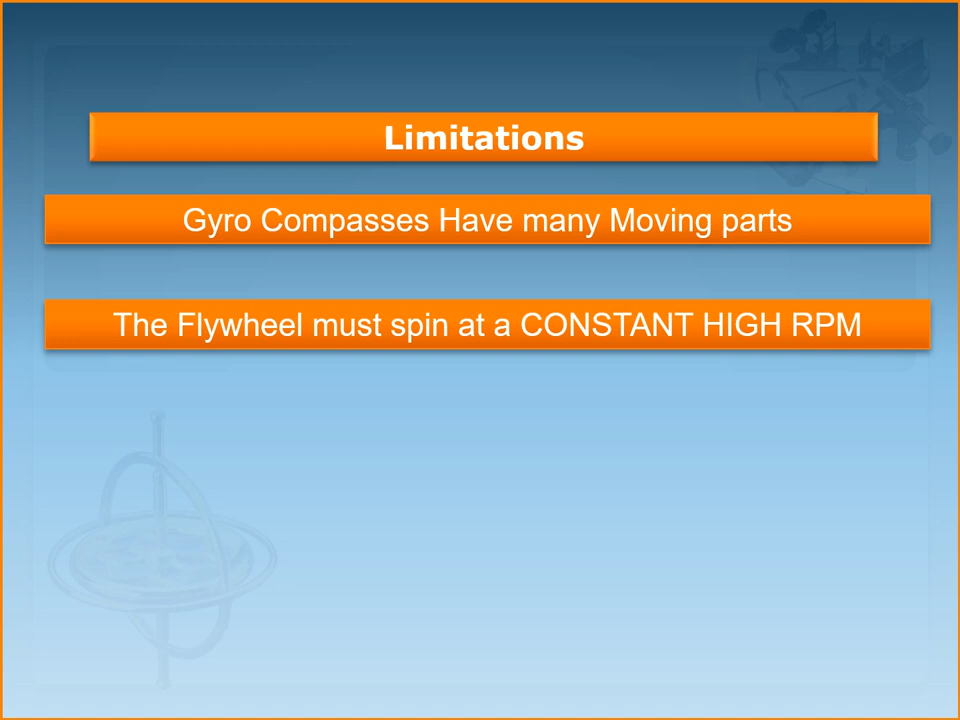 Limitations
Gyro Compasses Have many Moving parts
The Flywheel must spin at a CONSTANT HIGH RPM